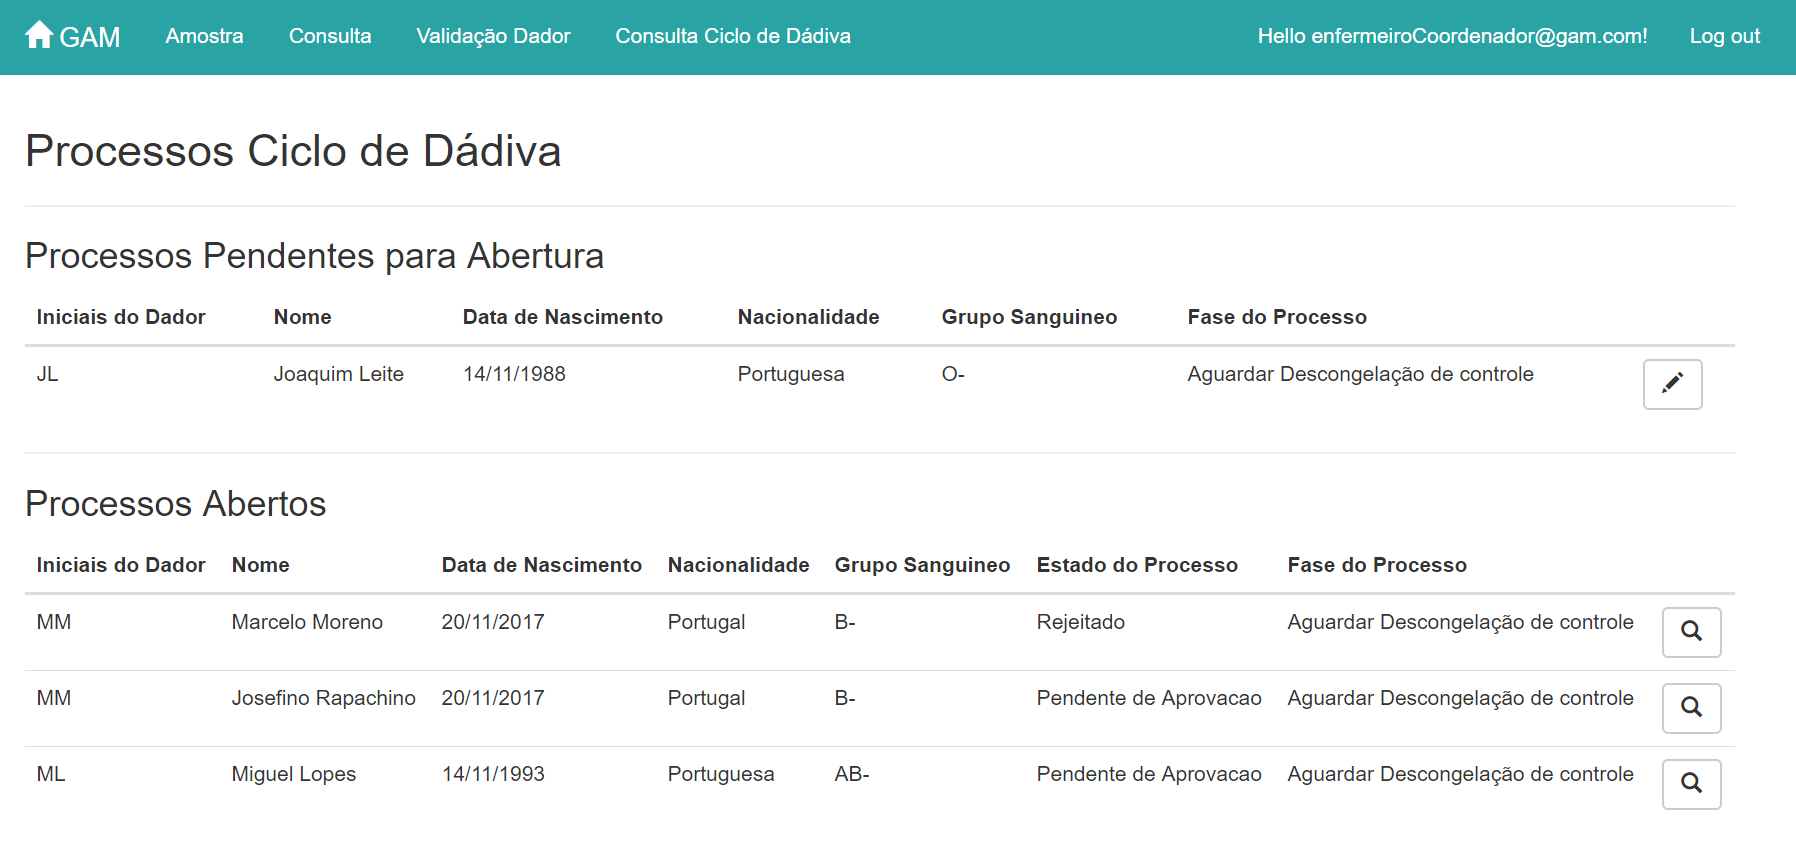 GAM Amostra Consulta Validação Dador Consulta Ciclo de Dádiva Hello enfermeiroCoordenador@gam.com! Log out
Processos Ciclo de Dádiva
Processos Pendentes para Abertura
Iniciais do Dador Nome Data de Nascimento Nacionalidade Grupo Sanguineo Fase do Processo
JL Joaquim Leite 14/11/1988 Portuguesa O- Aguardar Descongelação de controle
Processos Abertos
Iniciais do Dador Nome Data de Nascimento Nacionalidade Grupo Sanguineo Estado do Processo Fase do Processo
MM Marcelo Moreno 20/11/2017 Portugal B- Rejeitado Aguardar Descongelação de controle
MM Josefino Rapachino 20/11/2017 Portugal B- Pendente de Aprovacao Aguardar Descongelação de controle
ML Miguel Lopes 14/11/1993 Portuguesa AB- Pendente de Aprovacao Aguardar Descongelação de controle